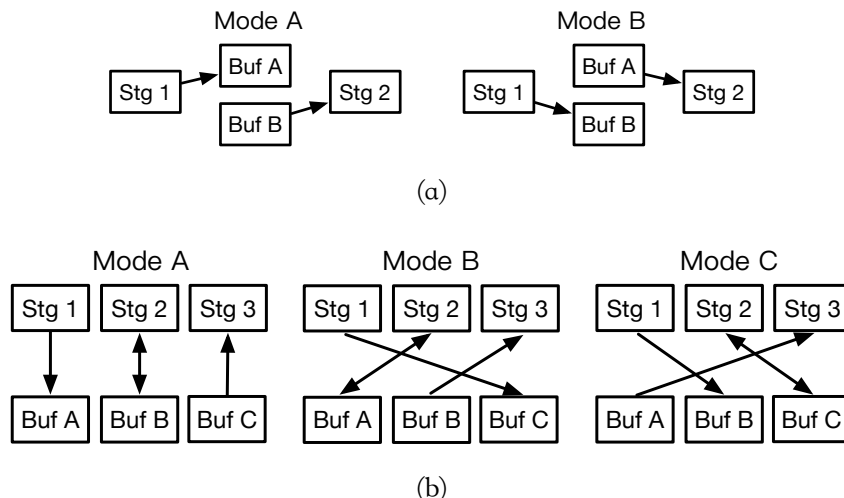 Mode A Mode B
Buf A Buf A
Stg 1 Stg 2 Stg 1 Stg 2
Buf B Buf B
(a)
Mode A Mode B Mode C
Stg 1 Stg 2 Stg 3 Stg 1 Stg 2 Stg 3 Stg 1 Stg 2 Stg 3
Buf A Buf B Buf C Buf A Buf B Buf C Buf A Buf B Buf C
(b)